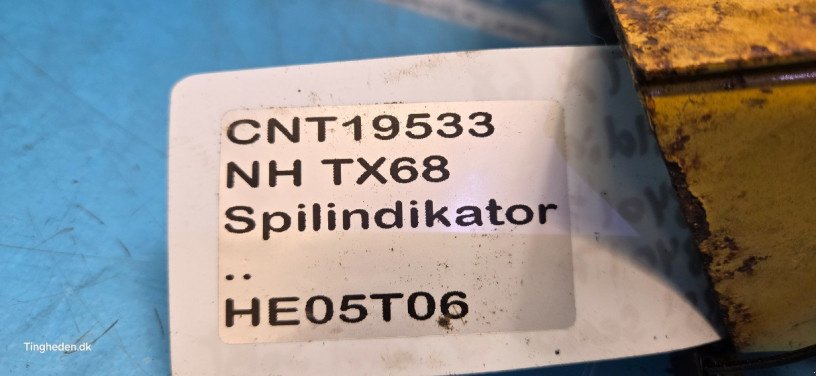 CNT19533
NH TX68
Spilindikator
..
HE05T06
Tingheden.dk